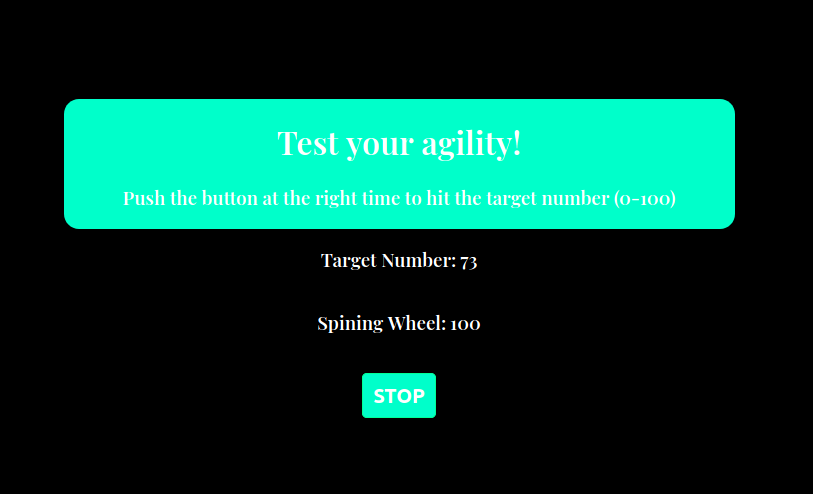 Test your agility!
Push the button at the right time to hit the target number (0-100)
Target Number: 73
Spining Wheel: 100
STOP